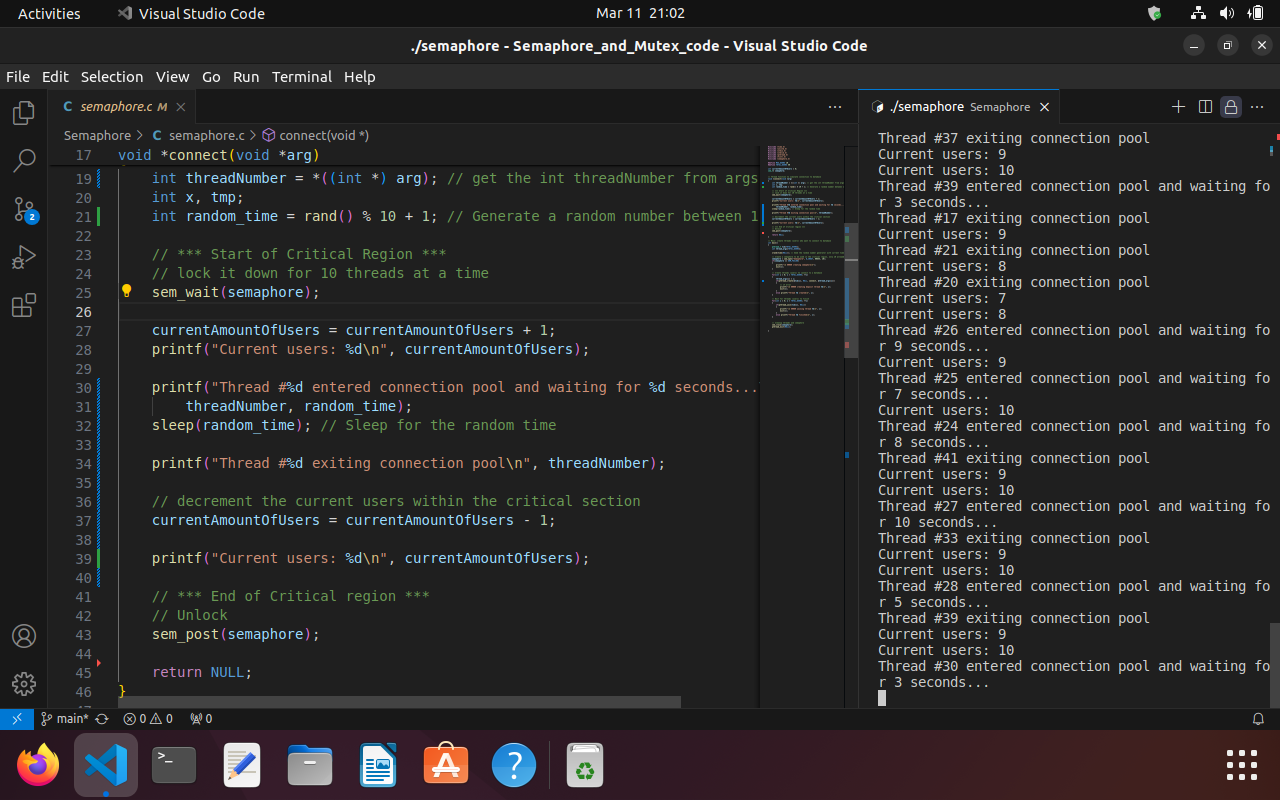 Activities
Visual Studio Code
Mar 11 21:02
./semaphore - Semaphore_and_Mutex_code - Visual Studio Code
File Edit Selection View Go Run Terminal Help
C semaphore.c M
./semaphore Semaphore
Semaphore > C semaphore.c > connect(void *)
17 void *connect(void *arg)
19 int threadNumber = *((int *) arg); // get the int threadNumber from args
20 int x, tmp;
21 int random_time = rand() % 10 + 1; // Generate a random number between 1
22
23 // *** Start of Critical Region ***
24 // lock it down for 10 threads at a time
25 sem_wait(semaphore);
26
27 currentAmountOfUsers = currentAmountOfUsers + 1;
28 printf("Current users: %d\n", currentAmountOfUsers);
29
30 printf("Thread #%d entered connection pool and waiting for %d seconds...
31 threadNumber, random_time);
32 sleep(random_time); // Sleep for the random time
33
34 printf("Thread #%d exiting connection pool\n", threadNumber);
35
36 // decrement the current users within the critical section
37 currentAmountOfUsers = currentAmountOfUsers - 1;
38
39 printf("Current users: %d\n", currentAmountOfUsers);
40
41 // *** End of Critical region ***
42 // Unlock
43 sem_post(semaphore);
44
45 return NULL;
46 }
Thread #37 exiting connection pool
Current users: 9
Current users: 10
Thread #39 entered connection pool and waiting fo
r 3 seconds...
Thread #17 exiting connection pool
Current users: 9
Thread #21 exiting connection pool
Current users: 8
Thread #20 exiting connection pool
Current users: 7
Current users: 8
Thread #26 entered connection pool and waiting fo
r 9 seconds...
Current users: 9
Thread #25 entered connection pool and waiting fo
r 7 seconds...
Current users: 10
Thread #24 entered connection pool and waiting fo
r 8 seconds...
Thread #41 exiting connection pool
Current users: 9
Current users: 10
Thread #27 entered connection pool and waiting fo
r 10 seconds...
Thread #33 exiting connection pool
Current users: 9
Current users: 10
Thread #28 entered connection pool and waiting fo
r 5 seconds...
Thread #39 exiting connection pool
Current users: 9
Current users: 10
Thread #30 entered connection pool and waiting fo
r 3 seconds...
2
main* 0 0 0